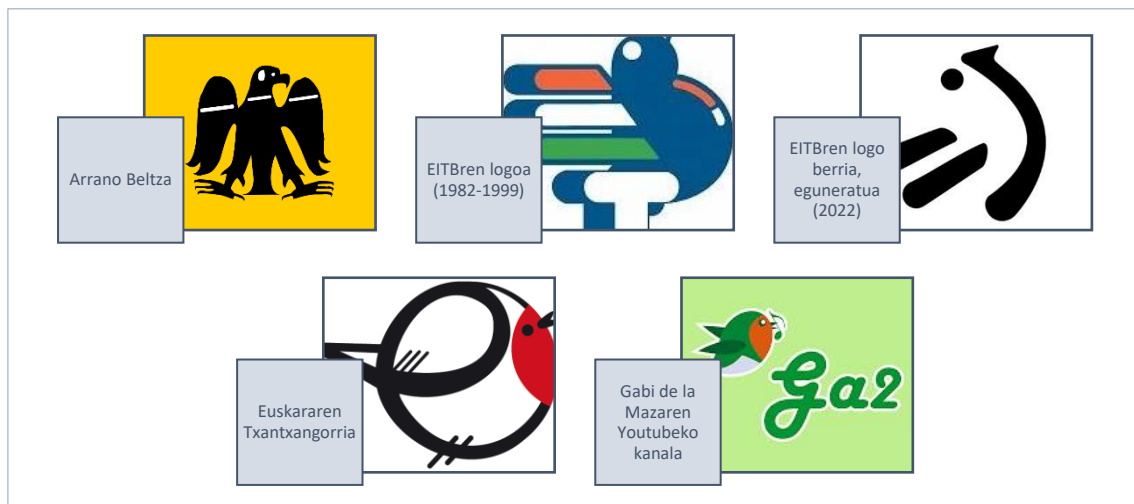 Arrano Beltza
EITBren logoa
(1982-1999)
EITBren logo
berria,
eguneratua
(2022)
Euskararen
Txantxangorria
Gabi de la
Mazaren
Youtubeko
kanala
Ga2